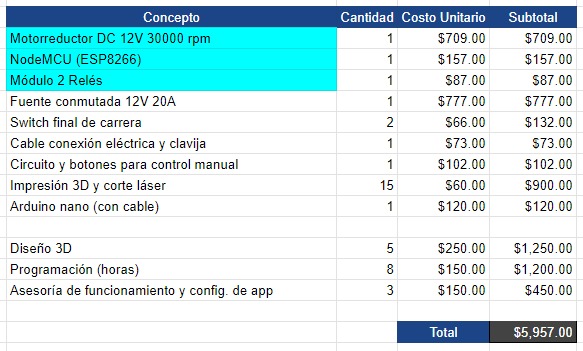 Concepto Cantidad Costo Unitario Subtotal
Motorreductor DC 12V 30000 rpm 1 $709.00 $709.00
NodeMCU (ESP8266) 1 $157.00 $157.00
Módulo 2 Relés 1 $87.00 $87.00
Fuente conmutada 12V 20A 1 $777.00 $777.00
Switch final de carrera 2 $66.00 $132.00
Cable conexión eléctrica y clavija 1 $73.00 $73.00
Circuito y botones para control manual 1 $102.00 $102.00
Impresión 3D y corte láser 15 $60.00 $900.00
Arduino nano (con cable) 1 $120.00 $120.00
Diseño 3D 5 $250.00 $1,250.00
Programación (horas) 8 $150.00 $1,200.00
Asesoría de funcionamiento y config. de app 3 $150.00 $450.00
Total $5,957.00